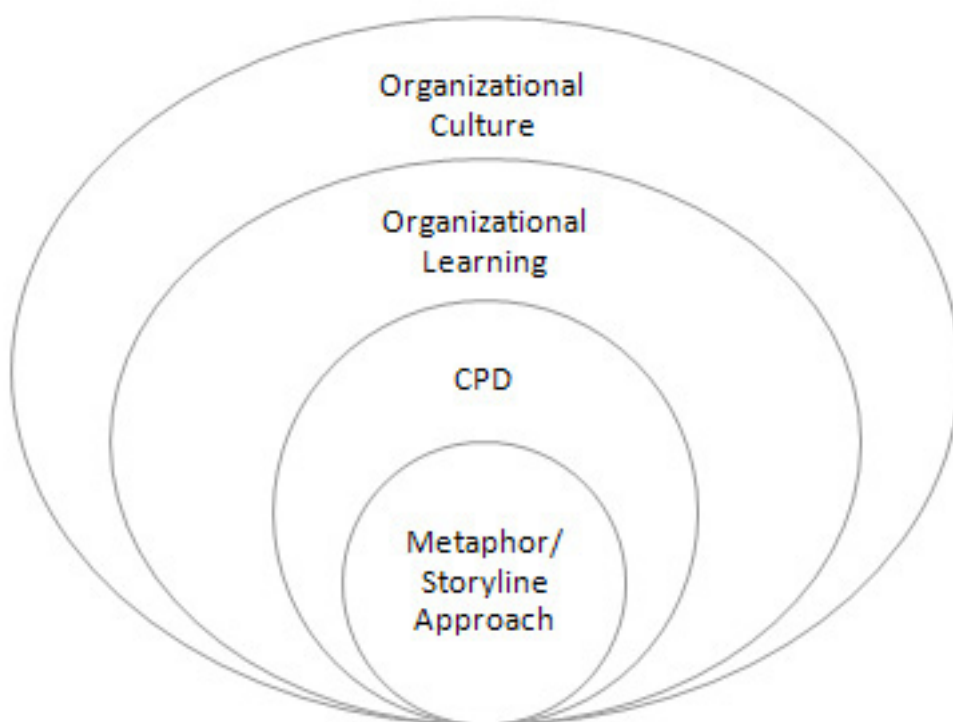 Organizational
Culture
Organizational
Learning
CPD
Metaphor/
Storyline
Approach